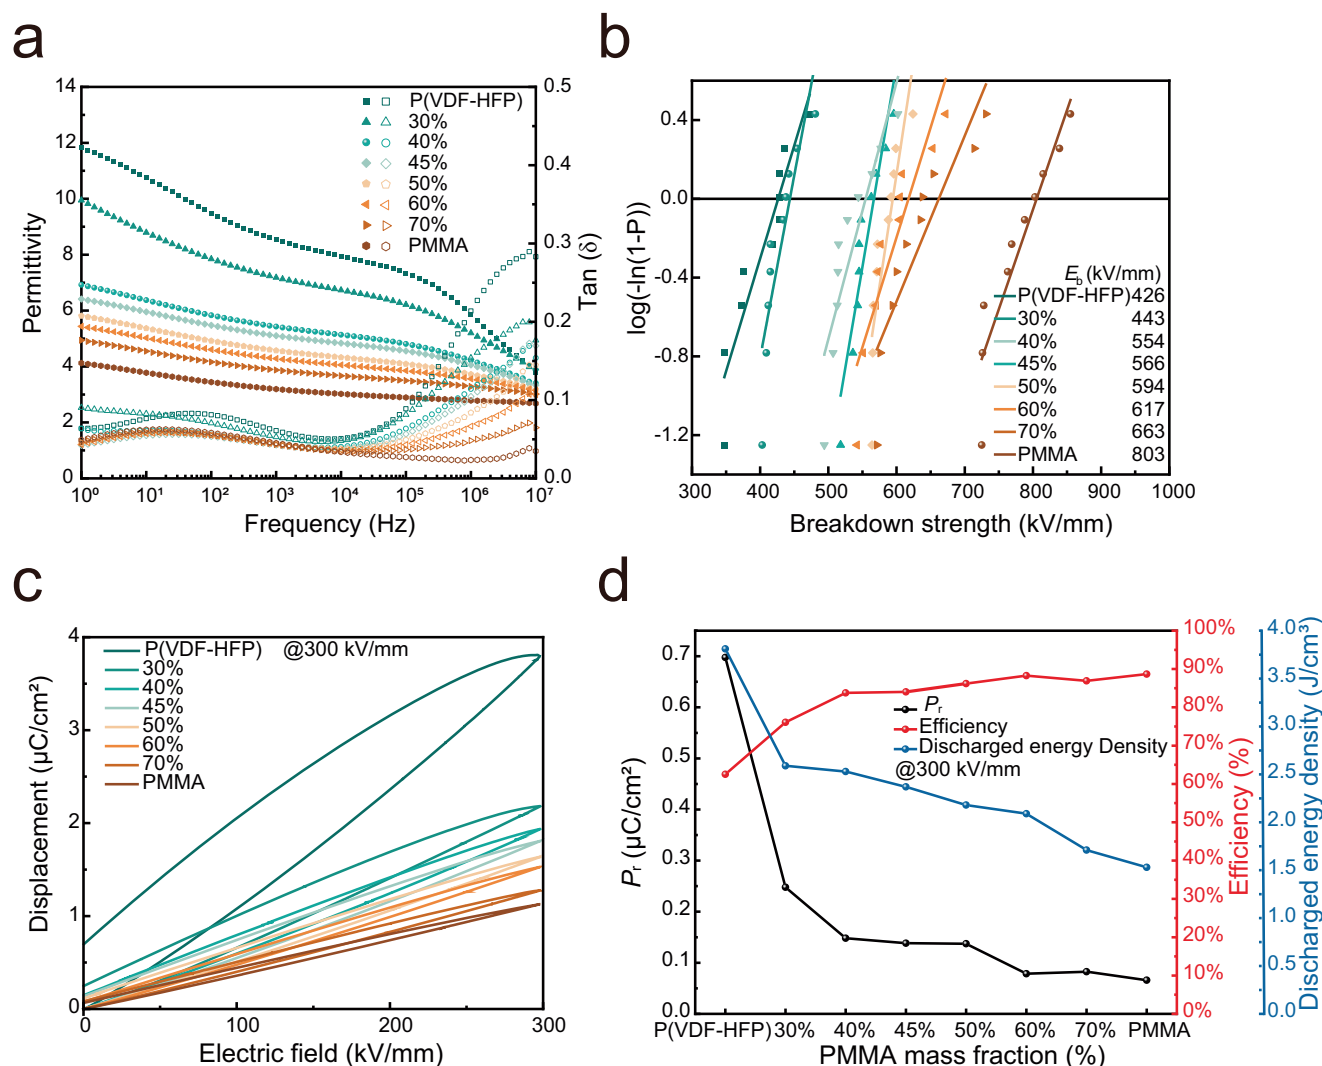 a
14
12
10
8
6
4
2
0
Permittivity
0.5
0.3
0.2
0.1
0.0
Tan (δ)
10⁰ 10¹ 10² 10³ 10⁴ 10⁵ 10⁶ 10⁷
Frequency (Hz)
P(VDF-HFP)
30%
40%
45%
50%
60%
70%
PMMA
b
0.4
0.0
-0.4
-0.8
-1.2
log(-ln(1-P))
300 400 500 600 700 800 900 1000
Breakdown strength (kV/mm)
E_b (kV/mm)
P(VDF-HFP) 426
30% 443
40% 554
45% 566
50% 594
60% 617
70% 663
PMMA 803
c
4
3
2
1
0
Displacement (µC/cm²)
0 100 200 300
Electric field (kV/mm)
P(VDF-HFP) @300 kV/mm
30%
40%
45%
50%
60%
70%
PMMA
d
0.7
0.6
0.5
0.4
0.3
0.2
0.1
0.0
P_r (µC/cm²)
100%
90%
80%
70%
60%
50%
40%
30%
20%
10%
0%
Efficiency (%)
4.0
3.5
3.0
2.5
2.0
1.5
1.0
0.5
0.0
Discharged energy density (J/cm³)
P_r
Efficiency
Discharged energy Density
@300 kV/mm
P(VDF-HFP) 30% 40% 45% 50% 60% 70% PMMA
PMMA mass fraction (%)